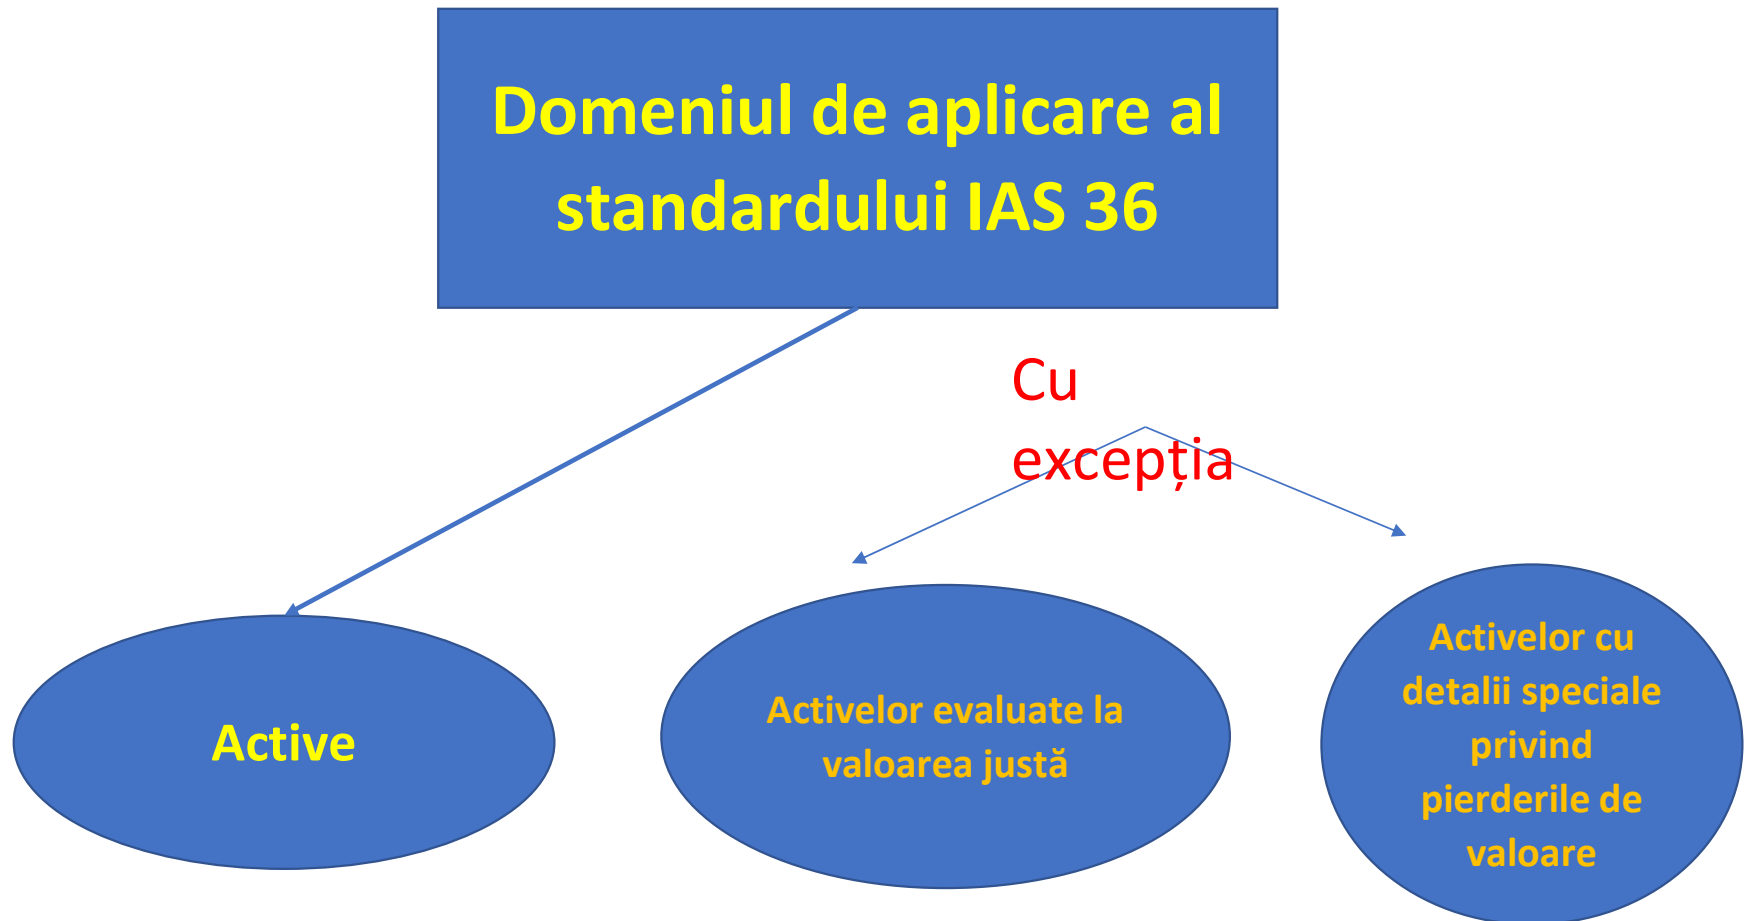 Domeniul de aplicare al
standardului IAS 36
Cu
excepția
Active
Activelor evaluate la
valoarea justă
Activelor cu
detalii speciale
privind
pierderile de
valoare